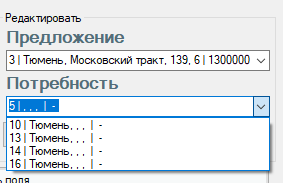 Редактировать
Предложение
3 | Тюмень, Московский тракт, 139, 6 | 1300000
Потребность
5 | , , , | -
10 | Тюмень, , , | -
13 | Тюмень, , , | -
14 | Тюмень, , , | -
16 | Тюмень, , , | -